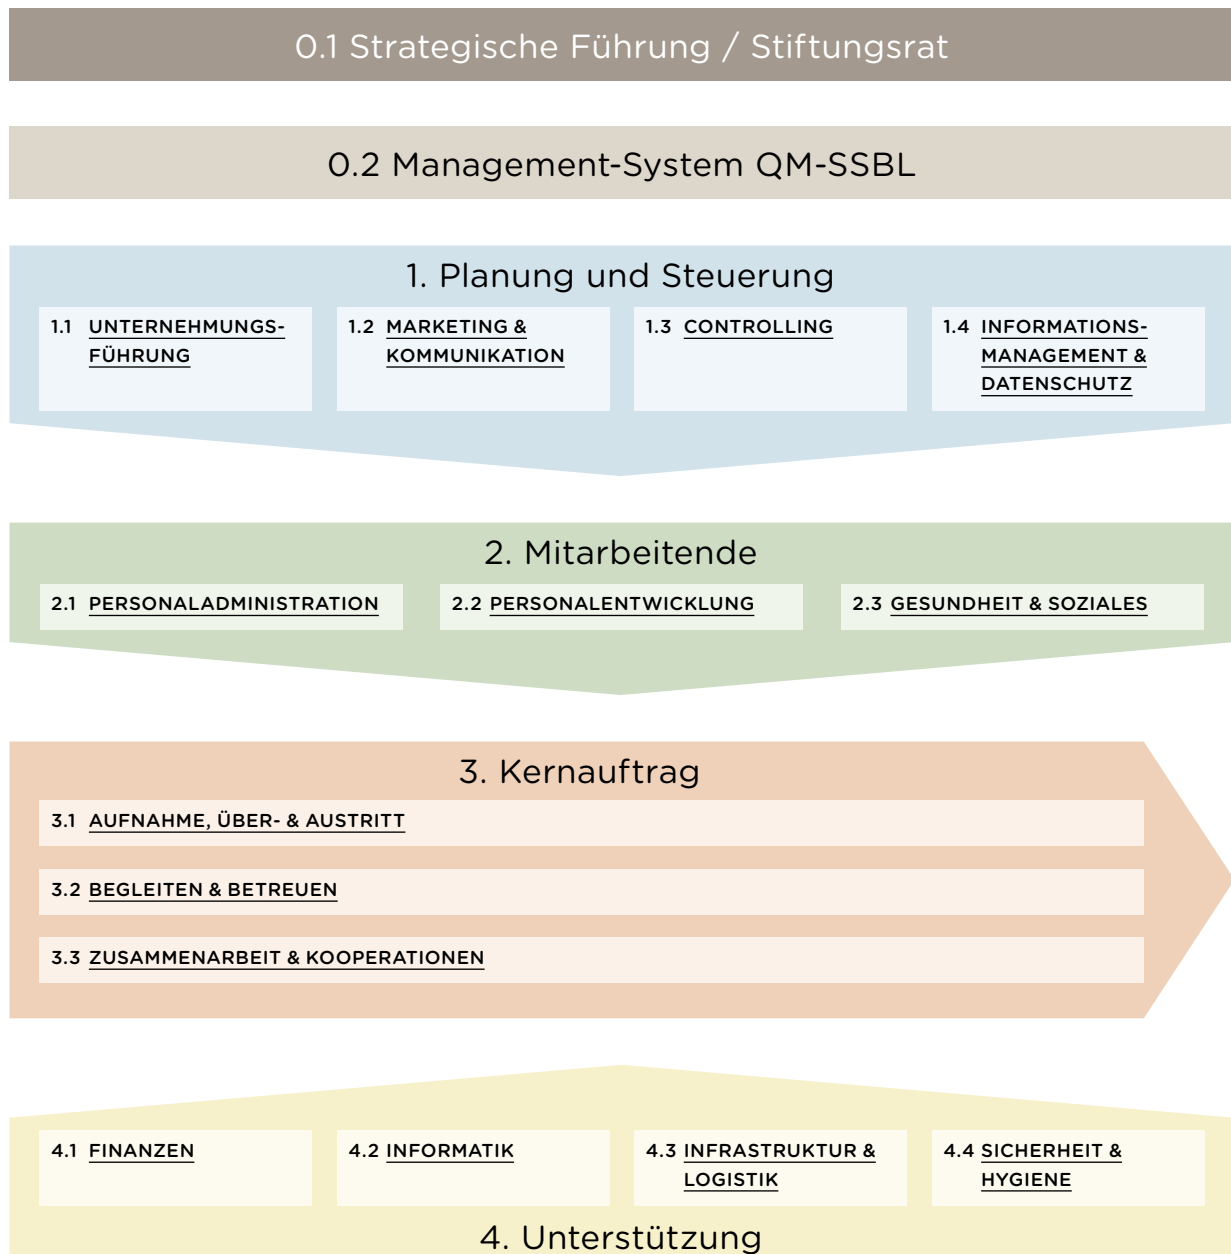 0.1 Strategische Führung / Stiftungsrat
0.2 Management-System QM-SSBL
1. Planung und Steuerung
1.1 UNTERNEHMUNGS-
FÜHRUNG
1.2 MARKETING &
KOMMUNIKATION
1.3 CONTROLLING
1.4 INFORMATIONS-
MANAGEMENT &
DATENSCHUTZ
2. Mitarbeitende
2.1 PERSONALADMINISTRATION
2.2 PERSONALENTWICKLUNG
2.3 GESUNDHEIT & SOZIALES
3. Kernauftrag
3.1 AUFNAHME, ÜBER- & AUSTRITT
3.2 BEGLEITEN & BETREUEN
3.3 ZUSAMMENARBEIT & KOOPERATIONEN
4.1 FINANZEN
4.2 INFORMATIK
4.3 INFRASTRUKTUR &
LOGISTIK
4.4 SICHERHEIT &
HYGIENE
4. Unterstützung